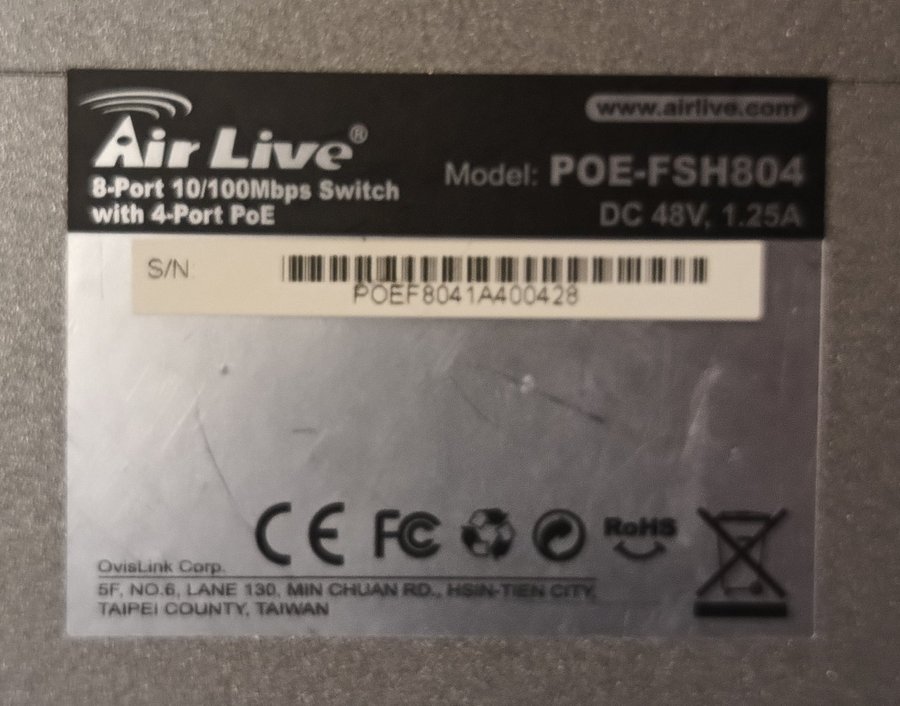 www.airlive.com
Air Live®
Model: POE-FSH804
8-Port 10/100Mbps Switch
with 4-Port PoE
DC 48V, 1.25A
S/N
POEF8041A400428
CE FC RoHS
OvisLink Corp.
5F, NO.6, LANE 130, MIN CHUAN RD., HSIN-TIEN CITY,
TAIPEI COUNTY, TAIWAN